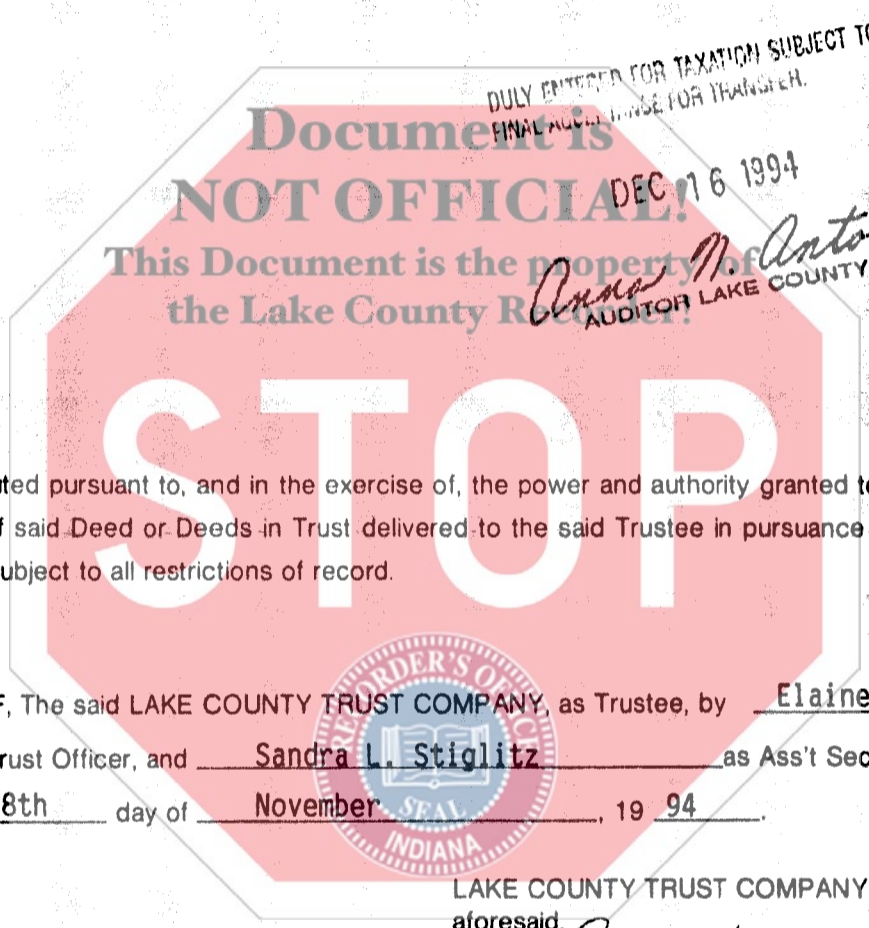 DULY ENTERED FOR TAXATION SUBJECT TO
FINAL ACCEPTANCE FOR TRANSFER.
DEC 16 1994
Anna N. Anto
AUDITOR LAKE COUNTY
Document is
NOT OFFICIAL!
This Document is the property of
the Lake County Recorder!
STOP
ted pursuant to, and in the exercise of, the power and authority granted to
f said Deed or Deeds in Trust delivered to the said Trustee in pursuance
ubject to all restrictions of record.
F, The said LAKE COUNTY TRUST COMPANY, as Trustee, by Elaine
rust Officer, and Sandra L. Stiglitz as Ass't Sec
8th day of November, 19 94.
RECORDER'S OFFICE
SEAL
INDIANA
LAKE COUNTY TRUST COMPANY
aforesaid,